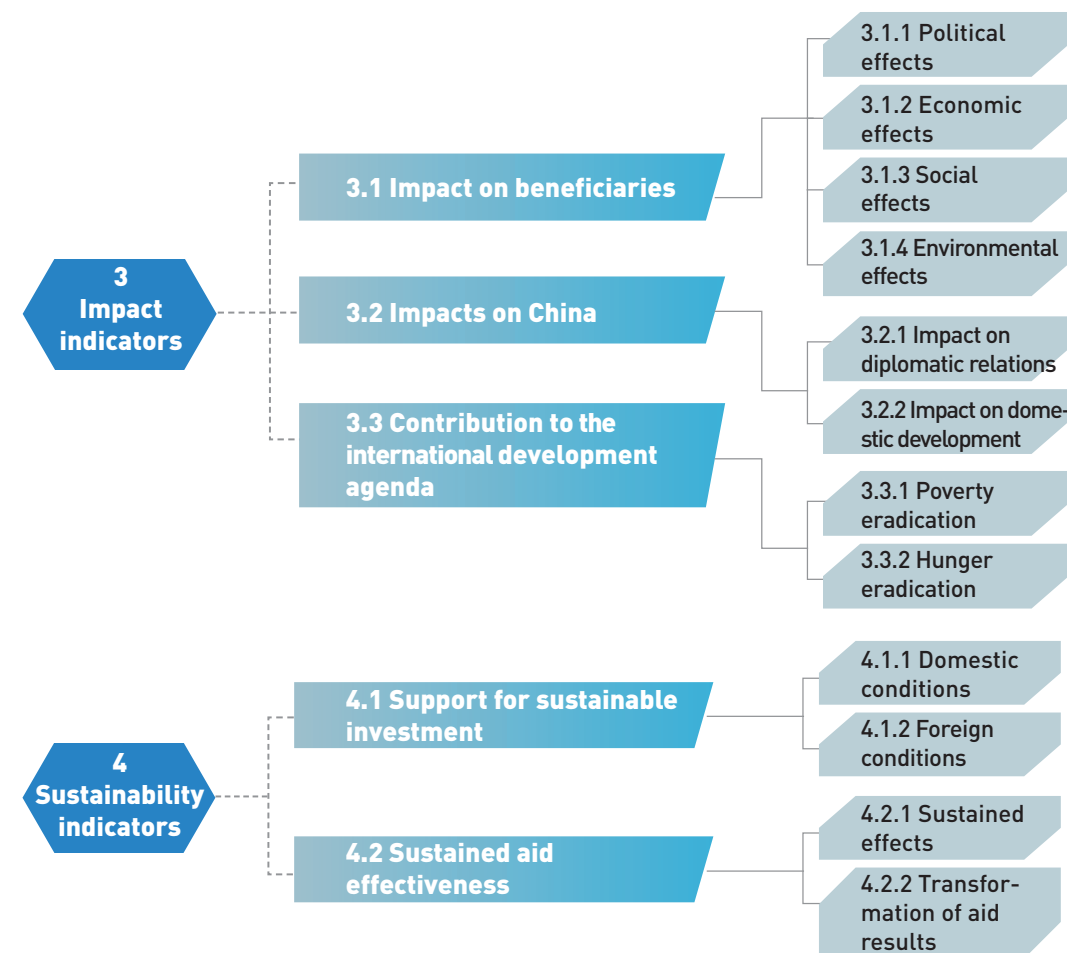 3
Impact
indicators
3.1 Impact on beneficiaries
3.1.1 Political
effects
3.1.2 Economic
effects
3.1.3 Social
effects
3.1.4 Environmental
effects
3.2 Impacts on China
3.2.1 Impact on
diplomatic relations
3.2.2 Impact on dome-
stic development
3.3 Contribution to the
international development
agenda
3.3.1 Poverty
eradication
3.3.2 Hunger
eradication
4
Sustainability
indicators
4.1 Support for sustainable
investment
4.1.1 Domestic
conditions
4.1.2 Foreign
conditions
4.2 Sustained aid
effectiveness
4.2.1 Sustained
effects
4.2.2 Transfor-
mation of aid
results